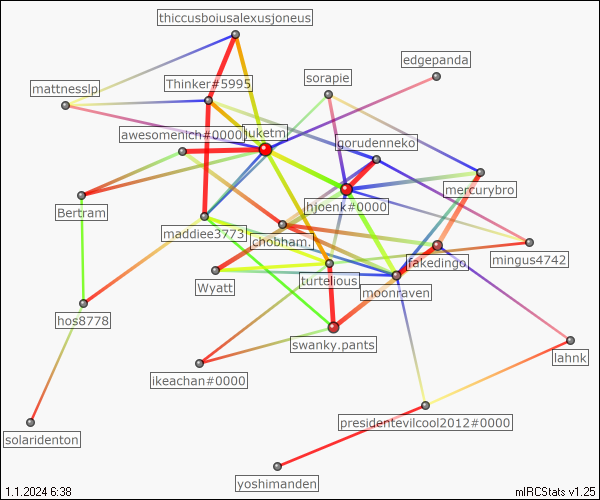 thiccusboiusalexusjoneus
edgepanda
sorapie
Thinker#5995
mattnesslp
awesomenich#0000
juketm
gorudenneko
mercurybro
hjoenk#0000
Bertram
maddiee3773
chobham.
mingus4742
fakedingo
turtelious
Wyatt
moonraven
hos8778
swanky.pants
lahnk
ikeachan#0000
presidentevilcool2012#0000
solaridenton
yoshimanden
1.1.2024 6:38
mIRCStats v1.25